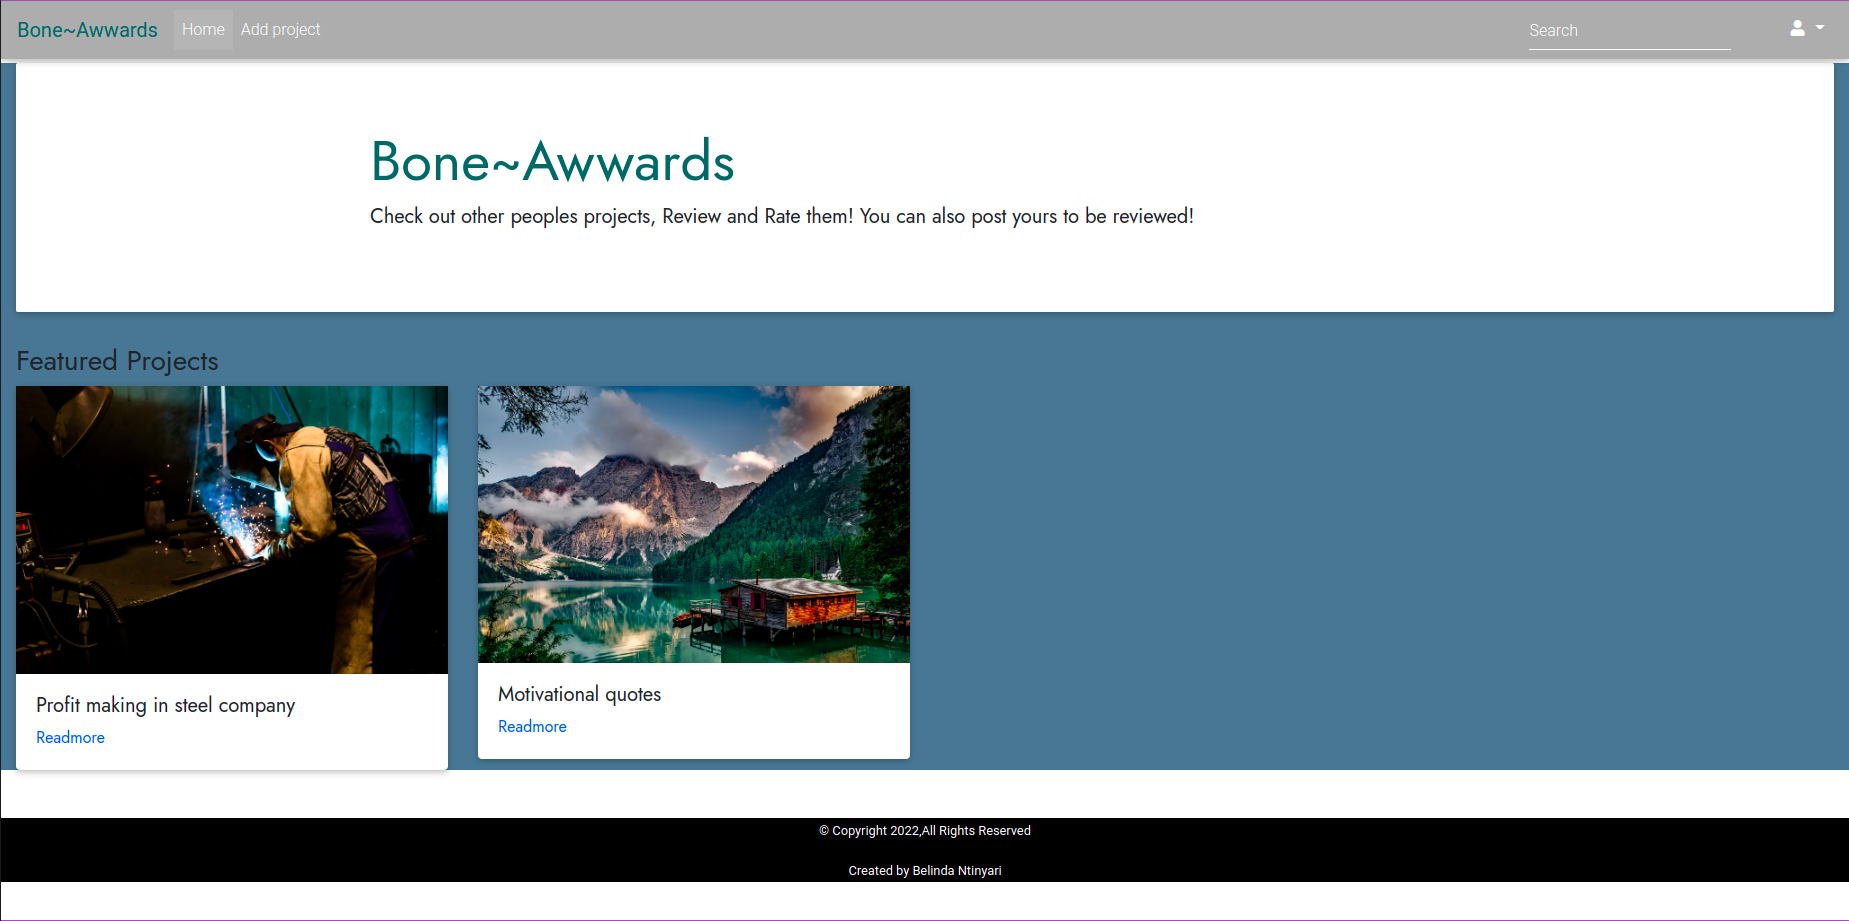 Bone~Awwards Home Add project Search
Bone~Awwards
Check out other peoples projects, Review and Rate them! You can also post yours to be reviewed!
Featured Projects
Profit making in steel company
Readmore
Motivational quotes
Readmore
© Copyright 2022,All Rights Reserved
Created by Belinda Ntinyari